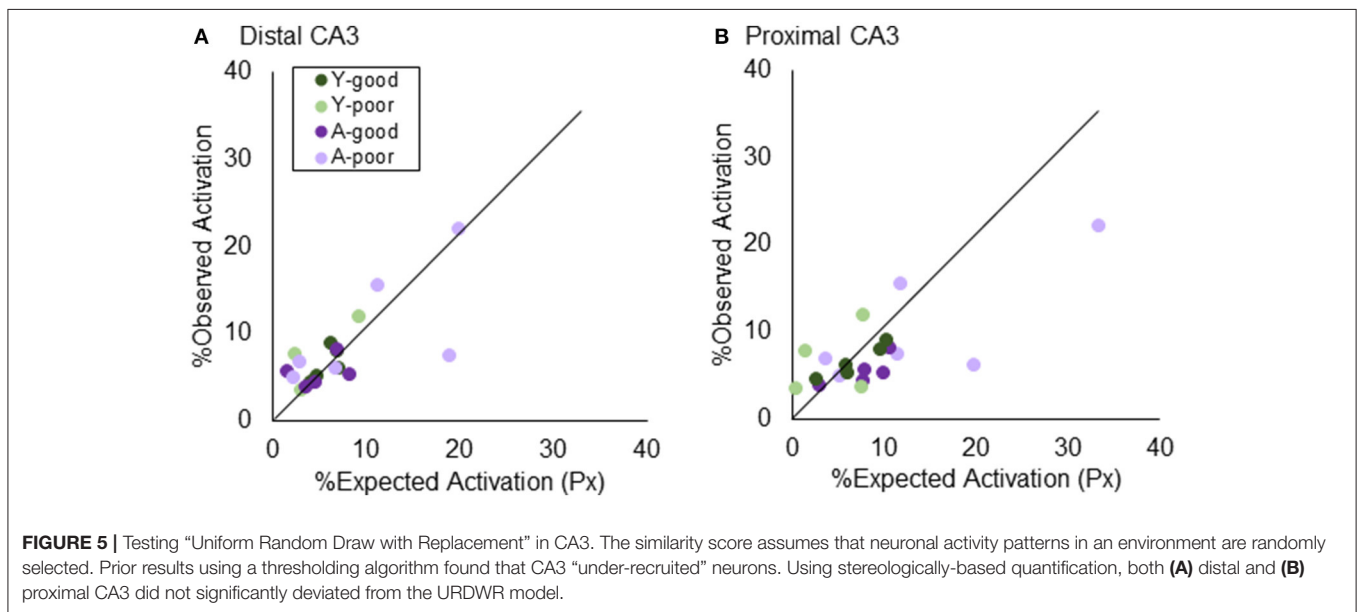 A Distal CA3
40
30
20
10
0
%Observed Activation
Y-good
Y-poor
A-good
A-poor
0 10 20 30 40
%Expected Activation (Px)
B Proximal CA3
40
30
20
10
0
%Observed Activation
0 10 20 30 40
%Expected Activation (Px)
FIGURE 5 | Testing “Uniform Random Draw with Replacement” in CA3. The similarity score assumes that neuronal activity patterns in an environment are randomly
selected. Prior results using a thresholding algorithm found that CA3 “under-recruited” neurons. Using stereologically-based quantification, both (A) distal and (B)
proximal CA3 did not significantly deviated from the URDWR model.